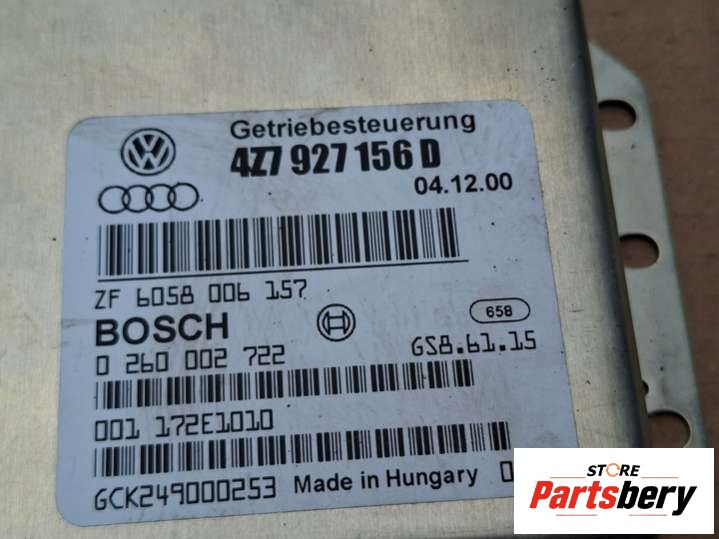 Getriebesteuerung
4Z7 927 156 D
04.12.00
ZF 6058 006 157
BOSCH
658
0 260 002 722
GS8.61.15
001 172E1010
GCK249000253 Made in Hungary 0
STORE
Partsbery